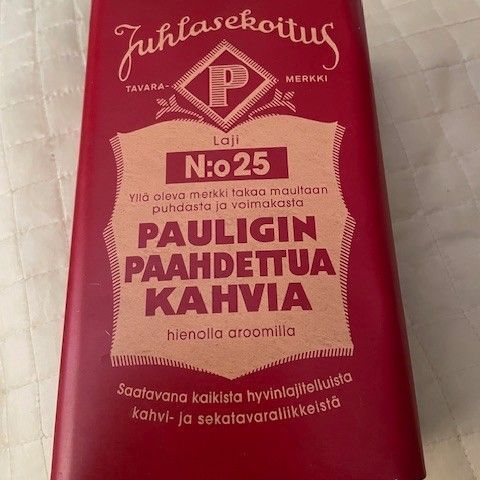 Juhlasekoitus
TAVARA- P MERKKI
Laji
N:o 25
Yllä oleva merkki takaa maultaan
puhdasta ja voimakasta
PAULIGIN
PAAHDETTUA
KAHVIA
hienolla aroomilla
Saatavana kaikista hyvinlajitelluista
kahvi- ja sekatavaraliikkeistä